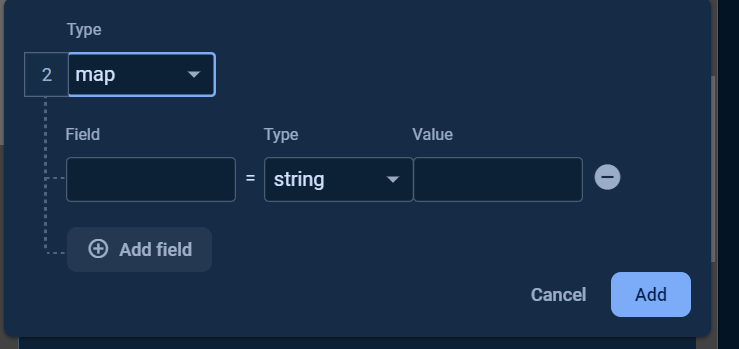 Type
2 map
Field Type Value
= string
Add field
Cancel Add